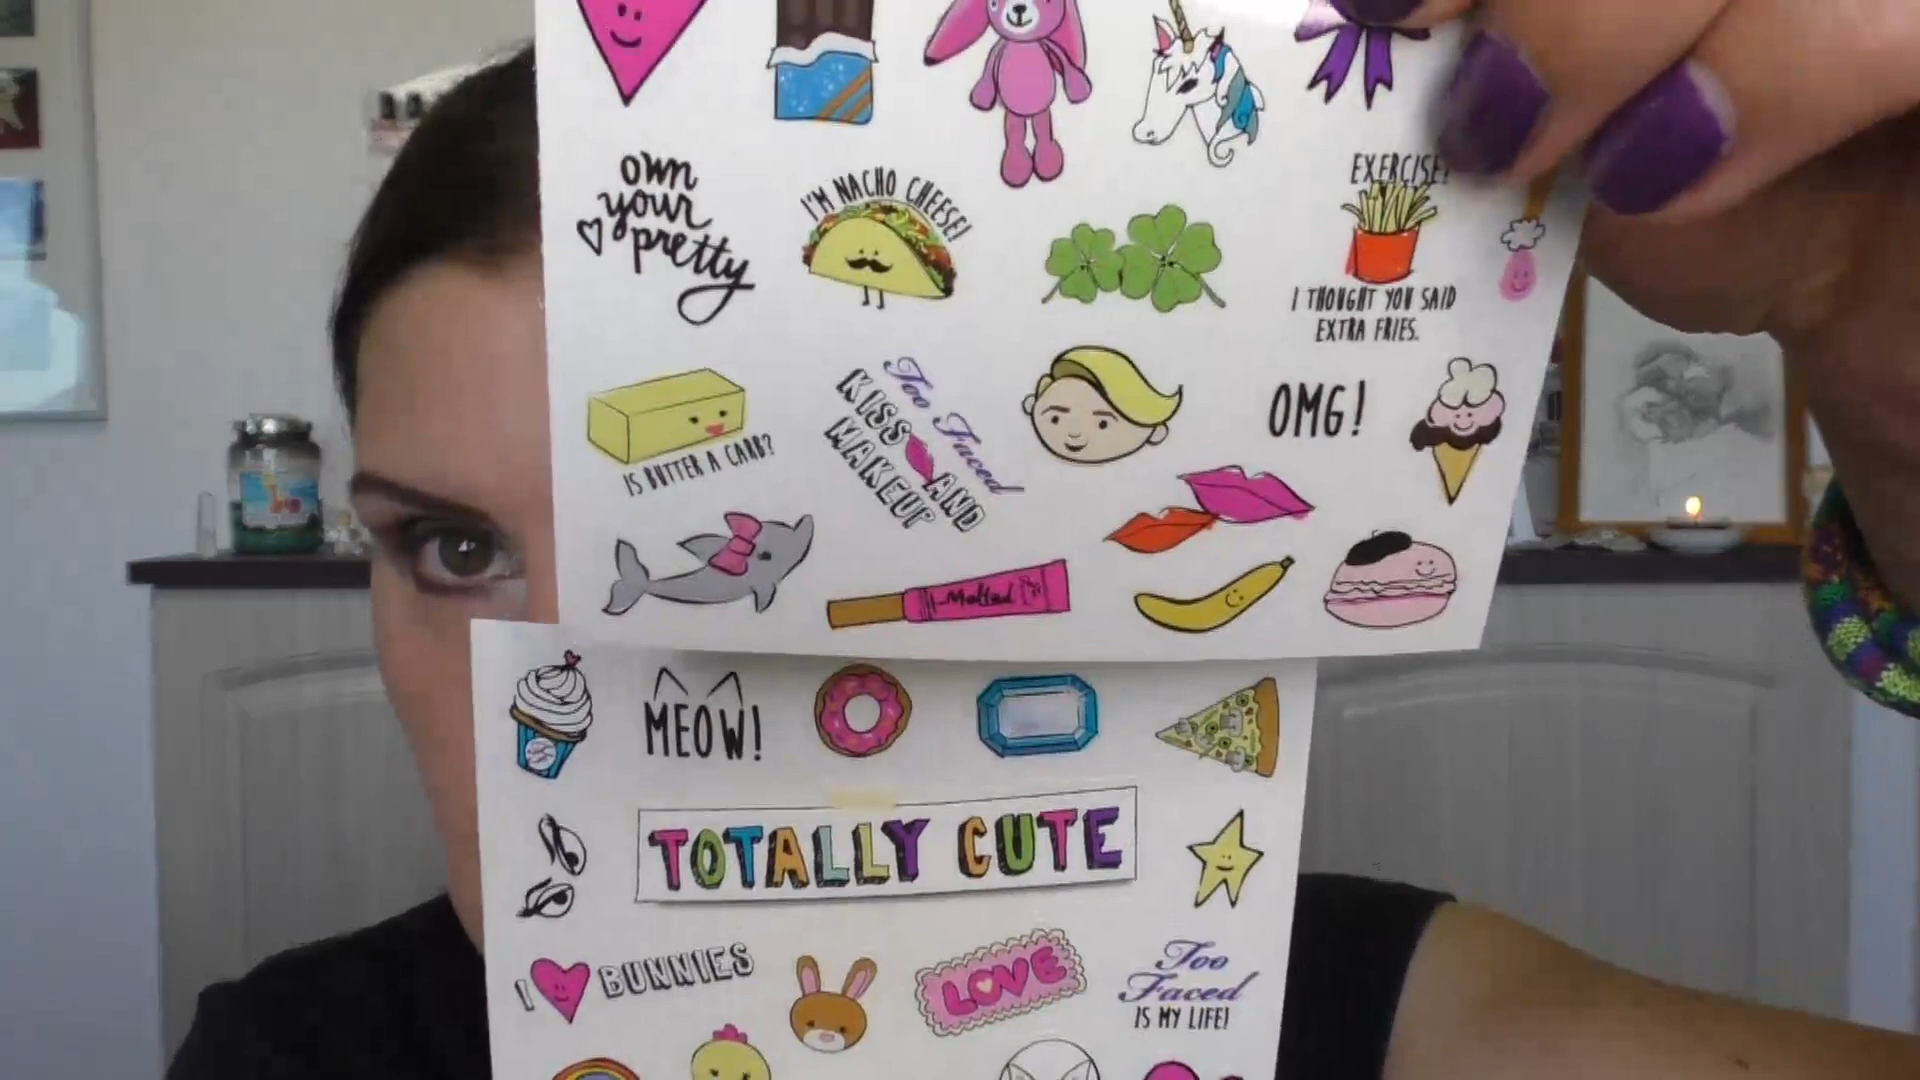 own
your
pretty
I'M NACHO CHEESE!
EXERCISE?
I THOUGHT YOU SAID
EXTRA FRIES.
IS BUTTER A CARB?
Too Faced
KISS AND
MAKEUP
OMG!
Melted
MEOW!
TOTALLY CUTE
I BUNNIES
LOVE
Too
Faced
IS MY LIFE!